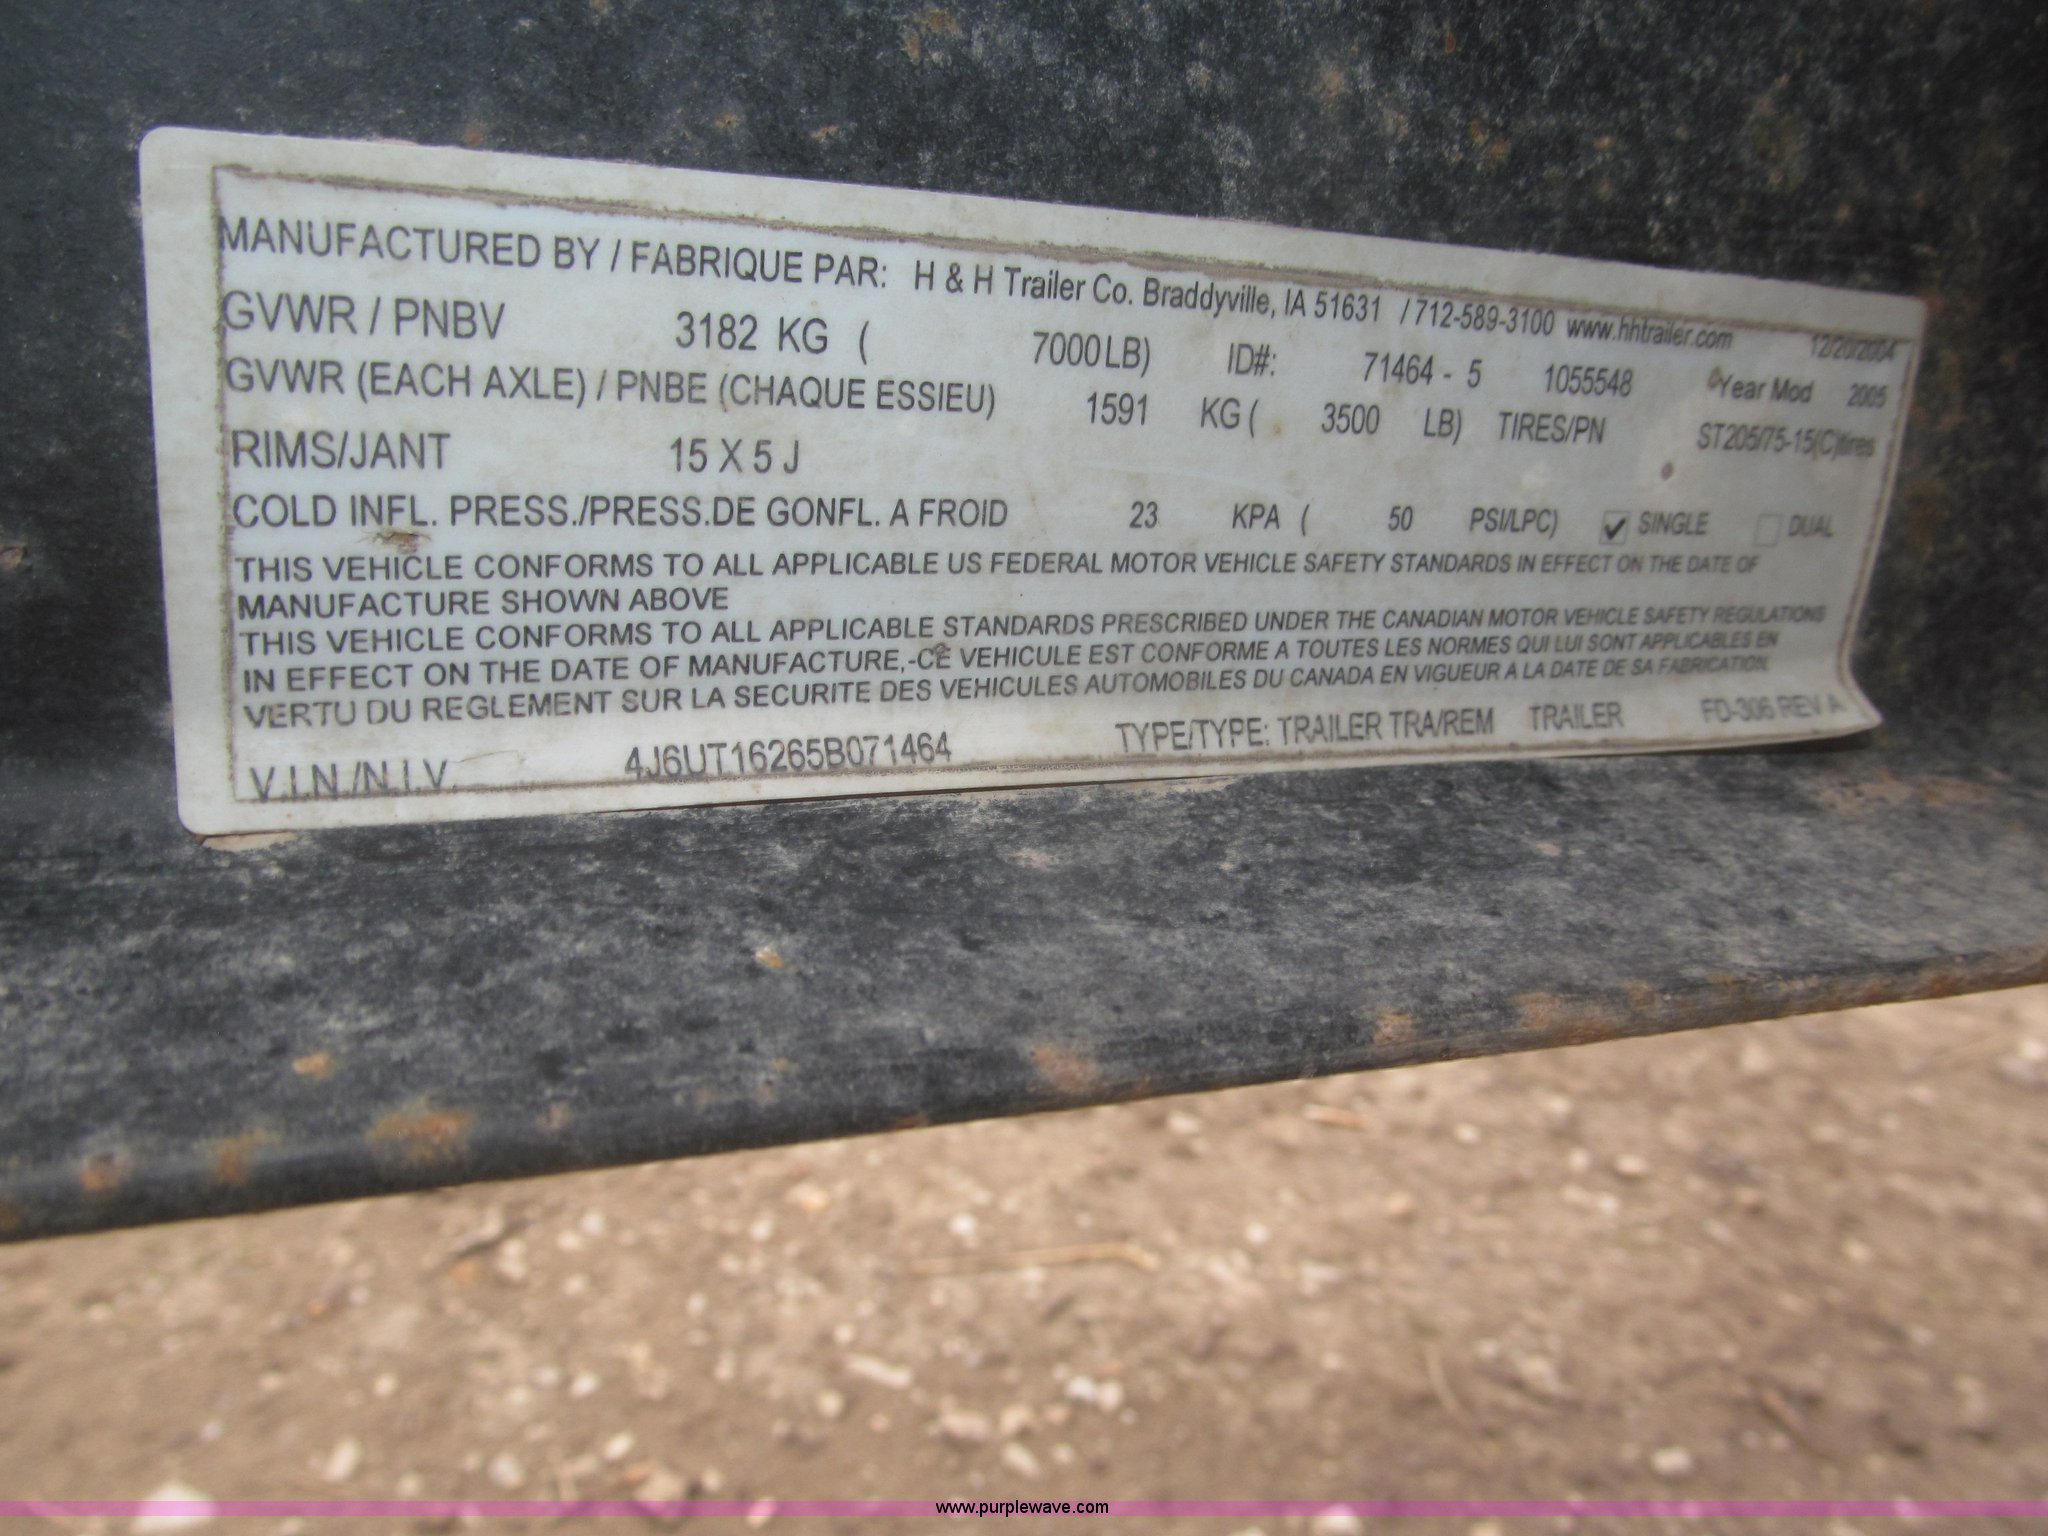 MANUFACTURED BY / FABRIQUE PAR: H & H Trailer Co. Braddyville, IA 51631 / 712-589-3100 www.hhtrailer.com 12/20/2004
GVWR / PNBV 3182 KG ( 7000 LB) ID#: 71464 - 5 1055548 Year Mod 2005
GVWR (EACH AXLE) / PNBE (CHAQUE ESSIEU) 1591 KG ( 3500 LB) TIRES/PN ST205/75-15(C)tires
RIMS/JANT 15 X 5 J
COLD INFL. PRESS./PRESS.DE GONFL. A FROID 23 KPA ( 50 PSI/LPC) SINGLE DUAL
THIS VEHICLE CONFORMS TO ALL APPLICABLE US FEDERAL MOTOR VEHICLE SAFETY STANDARDS IN EFFECT ON THE DATE OF
MANUFACTURE SHOWN ABOVE
THIS VEHICLE CONFORMS TO ALL APPLICABLE STANDARDS PRESCRIBED UNDER THE CANADIAN MOTOR VEHICLE SAFETY REGULATIONS
IN EFFECT ON THE DATE OF MANUFACTURE,-CE VEHICULE EST CONFORME A TOUTES LES NORMES QUI LUI SONT APPLICABLES EN
VERTU DU REGLEMENT SUR LA SECURITE DES VEHICULES AUTOMOBILES DU CANADA EN VIGUEUR A LA DATE DE SA FABRICATION.
V.I.N./N.I.V. 4J6UT16265B071464 TYPE/TYPE: TRAILER TRA/REM TRAILER FD-306 REV A
www.purplewave.com